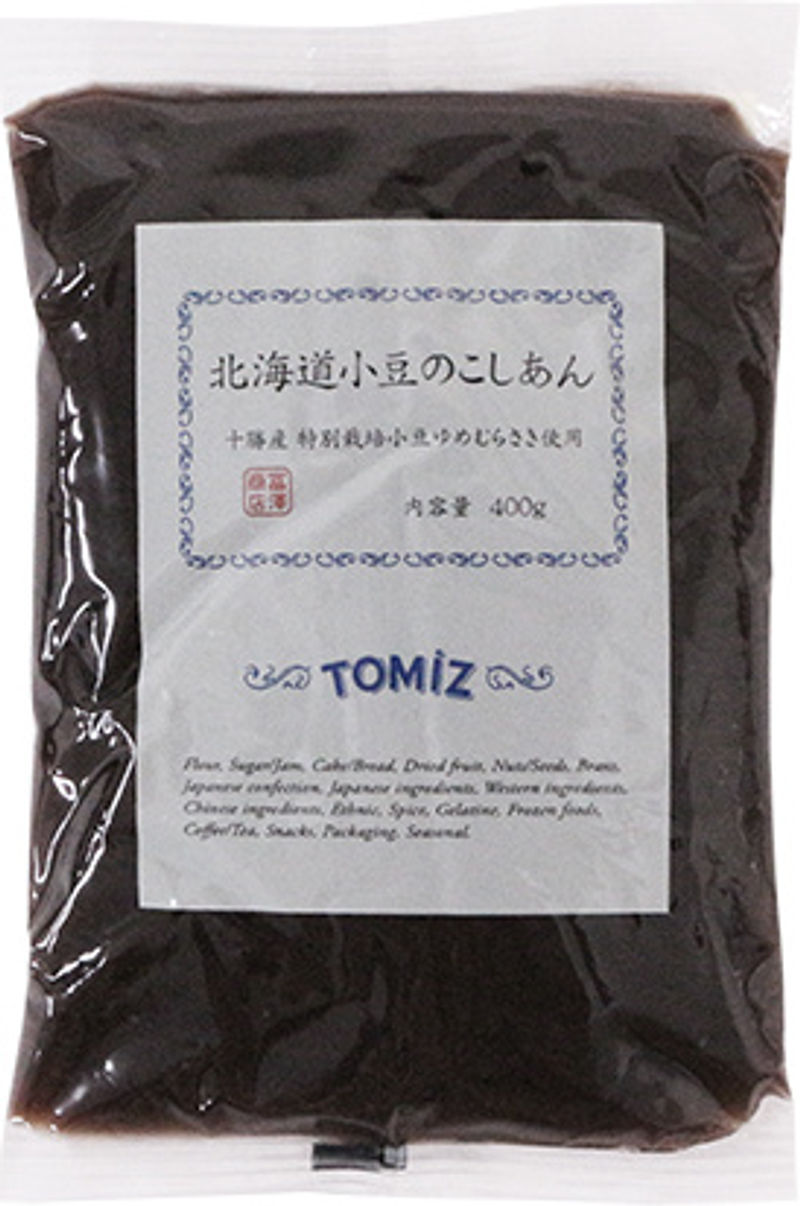 北海道小豆のこしあん
十勝産 特別栽培小豆ゆめむらさき使用
富澤商店
内容量 400g
TOMIZ
Flour, Sugar/Jam, Cake/Bread, Dried fruit, Nuts/Seeds, Beans,
Japanese confection, Japanese ingredients, Western ingredients,
Chinese ingredients, Ethnic, Spice, Gelatine, Frozen foods,
Coffee/Tea, Snacks, Packaging, Seasonal.